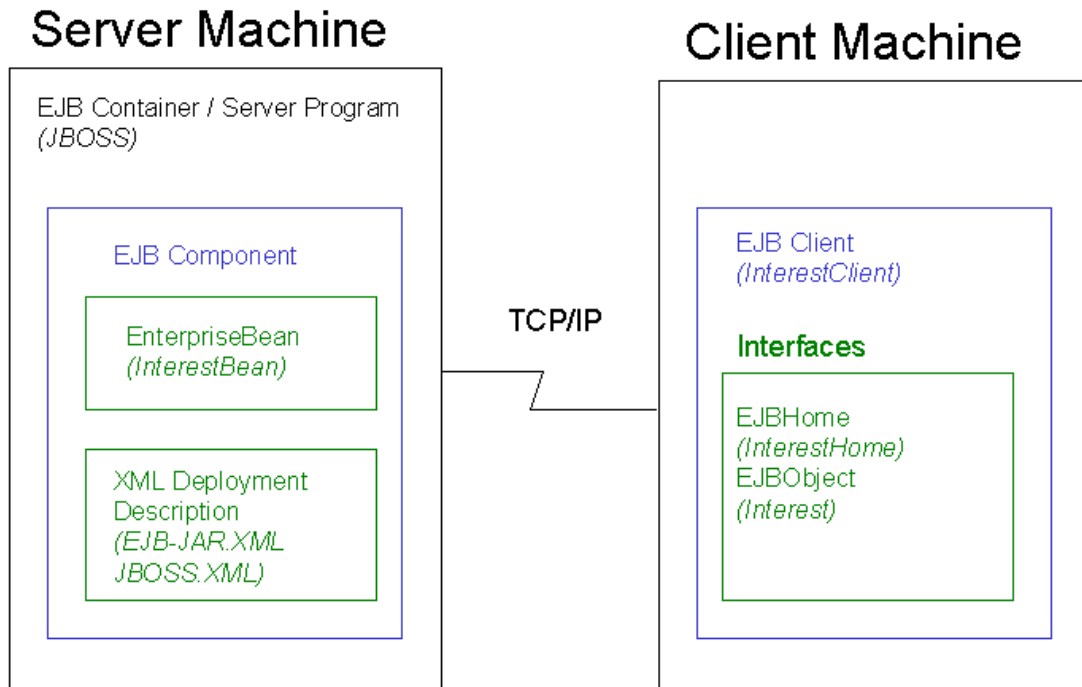 Server Machine
EJB Container / Server Program
(JBOSS)
EJB Component
EnterpriseBean
(InterestBean)
XML Deployment
Description
(EJB-JAR.XML
JBOSS.XML)
TCP/IP
Client Machine
EJB Client
(InterestClient)
Interfaces
EJBHome
(InterestHome)
EJBObject
(Interest)